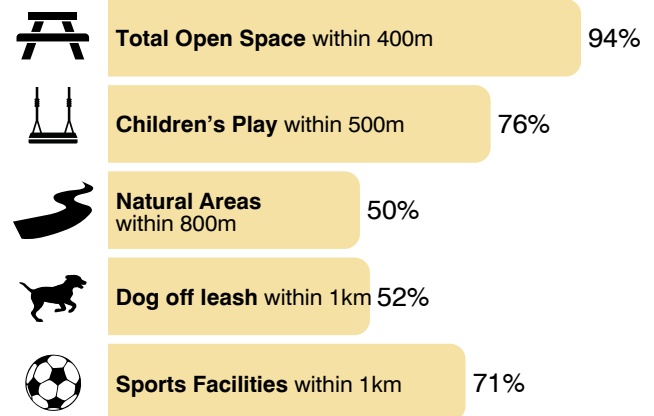 Total Open Space within 400m 94%
Children's Play within 500m 76%
Natural Areas
within 800m 50%
Dog off leash within 1km 52%
Sports Facilities within 1km 71%